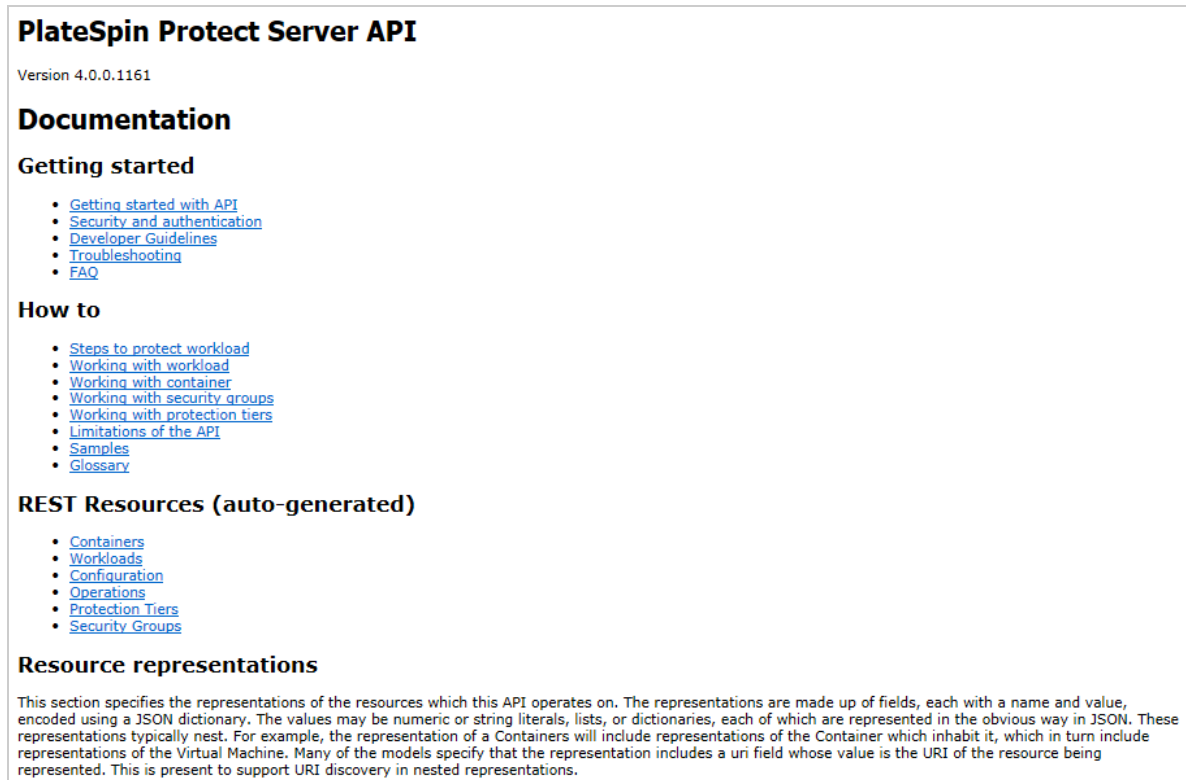 PlateSpin Protect Server API
Version 4.0.0.1161
Documentation
Getting started
• Getting started with API
• Security and authentication
• Developer Guidelines
• Troubleshooting
• FAQ
How to
• Steps to protect workload
• Working with workload
• Working with container
• Working with security groups
• Working with protection tiers
• Limitations of the API
• Samples
• Glossary
REST Resources (auto-generated)
• Containers
• Workloads
• Configuration
• Operations
• Protection Tiers
• Security Groups
Resource representations
This section specifies the representations of the resources which this API operates on. The representations are made up of fields, each with a name and value,
encoded using a JSON dictionary. The values may be numeric or string literals, lists, or dictionaries, each of which are represented in the obvious way in JSON. These
representations typically nest. For example, the representation of a Containers will include representations of the Container which inhabit it, which in turn include
representations of the Virtual Machine. Many of the models specify that the representation includes a uri field whose value is the URI of the resource being
represented. This is present to support URI discovery in nested representations.